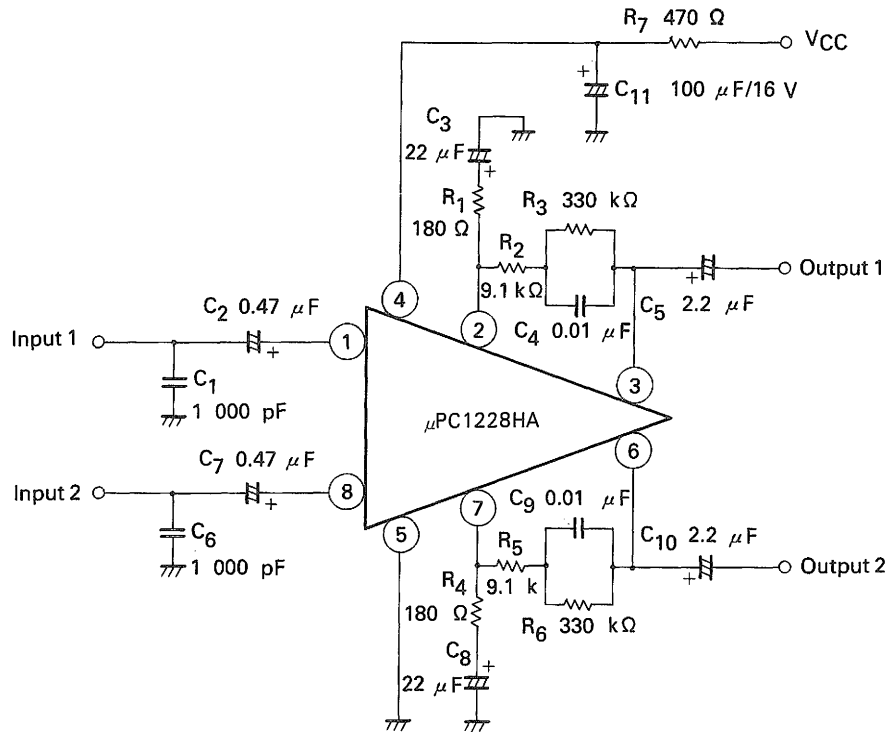 R7 470 Ω
VCC
C11 100 μF/16 V
C3
22 μF
R1
180 Ω
R3 330 kΩ
R2
9.1 kΩ
C4 0.01 μF
C5
2.2 μF
Output 1
C2 0.47 μF
4
2
Input 1
1
C1
1 000 pF
3
μPC1228HA
6
C7 0.47 μF
Input 2
8
7
C9 0.01 μF
C6
1 000 pF
5
R5
9.1 k
C10 2.2 μF
Output 2
R4
180 Ω
R6 330 kΩ
C8
22 μF